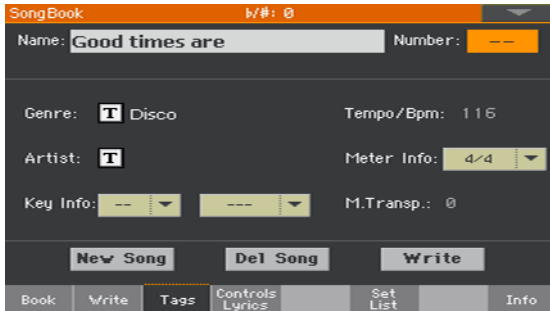 SongBook ♭/#: 0
Name: Good times are Number: --
Genre: T Disco Tempo/Bpm: 116
Artist: T Meter Info: 4/4
Key Info: -- --- M.Transp.: 0
New Song Del Song Write
Book Write Tags Controls Lyrics Set List Info